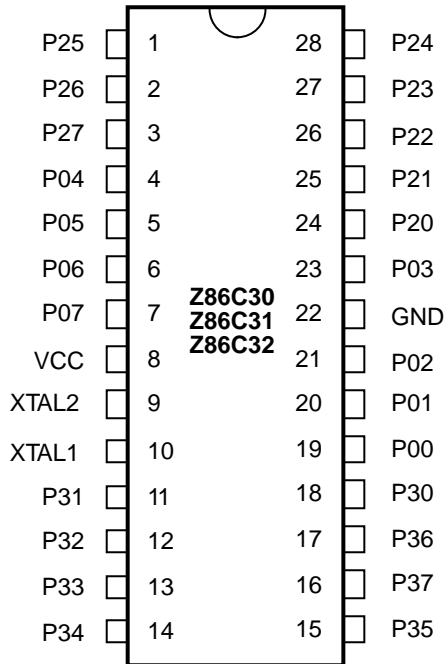 P25 1 28 P24
P26 2 27 P23
P27 3 26 P22
P04 4 25 P21
P05 5 24 P20
P06 6 23 P03
Z86C30
P07 7 Z86C31 22 GND
Z86C32
VCC 8 21 P02
XTAL2 9 20 P01
XTAL1 10 19 P00
P31 11 18 P30
P32 12 17 P36
P33 13 16 P37
P34 14 15 P35